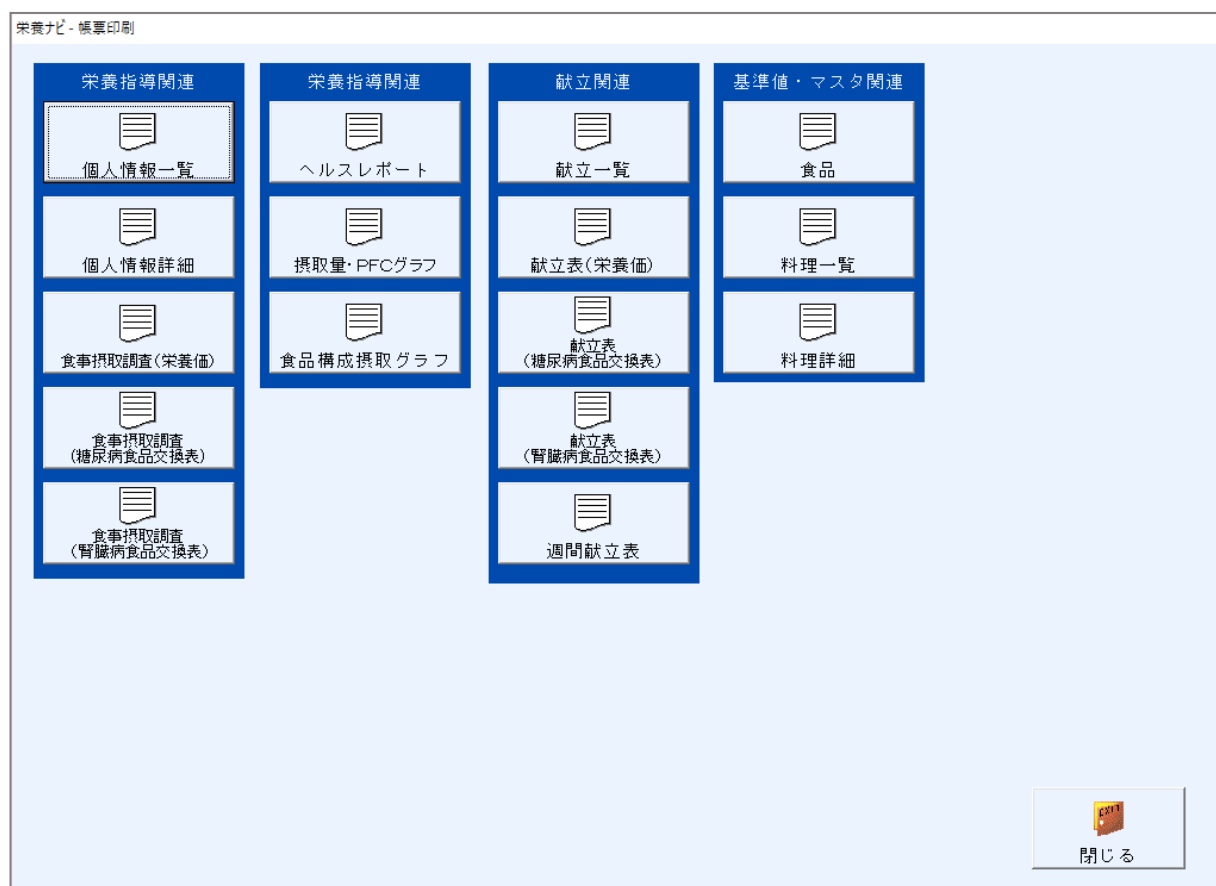 栄養ナビ - 帳票印刷
栄養指導関連
個人情報一覧
個人情報詳細
食事摂取調査(栄養価)
食事摂取調査
(糖尿病食品交換表)
食事摂取調査
(腎臓病食品交換表)
栄養指導関連
ヘルスレポート
摂取量・PFCグラフ
食品構成摂取グラフ
献立関連
献立一覧
献立表(栄養価)
献立表
(糖尿病食品交換表)
献立表
(腎臓病食品交換表)
週間献立表
基準値・マスタ関連
食品
料理一覧
料理詳細
EXIT
閉じる